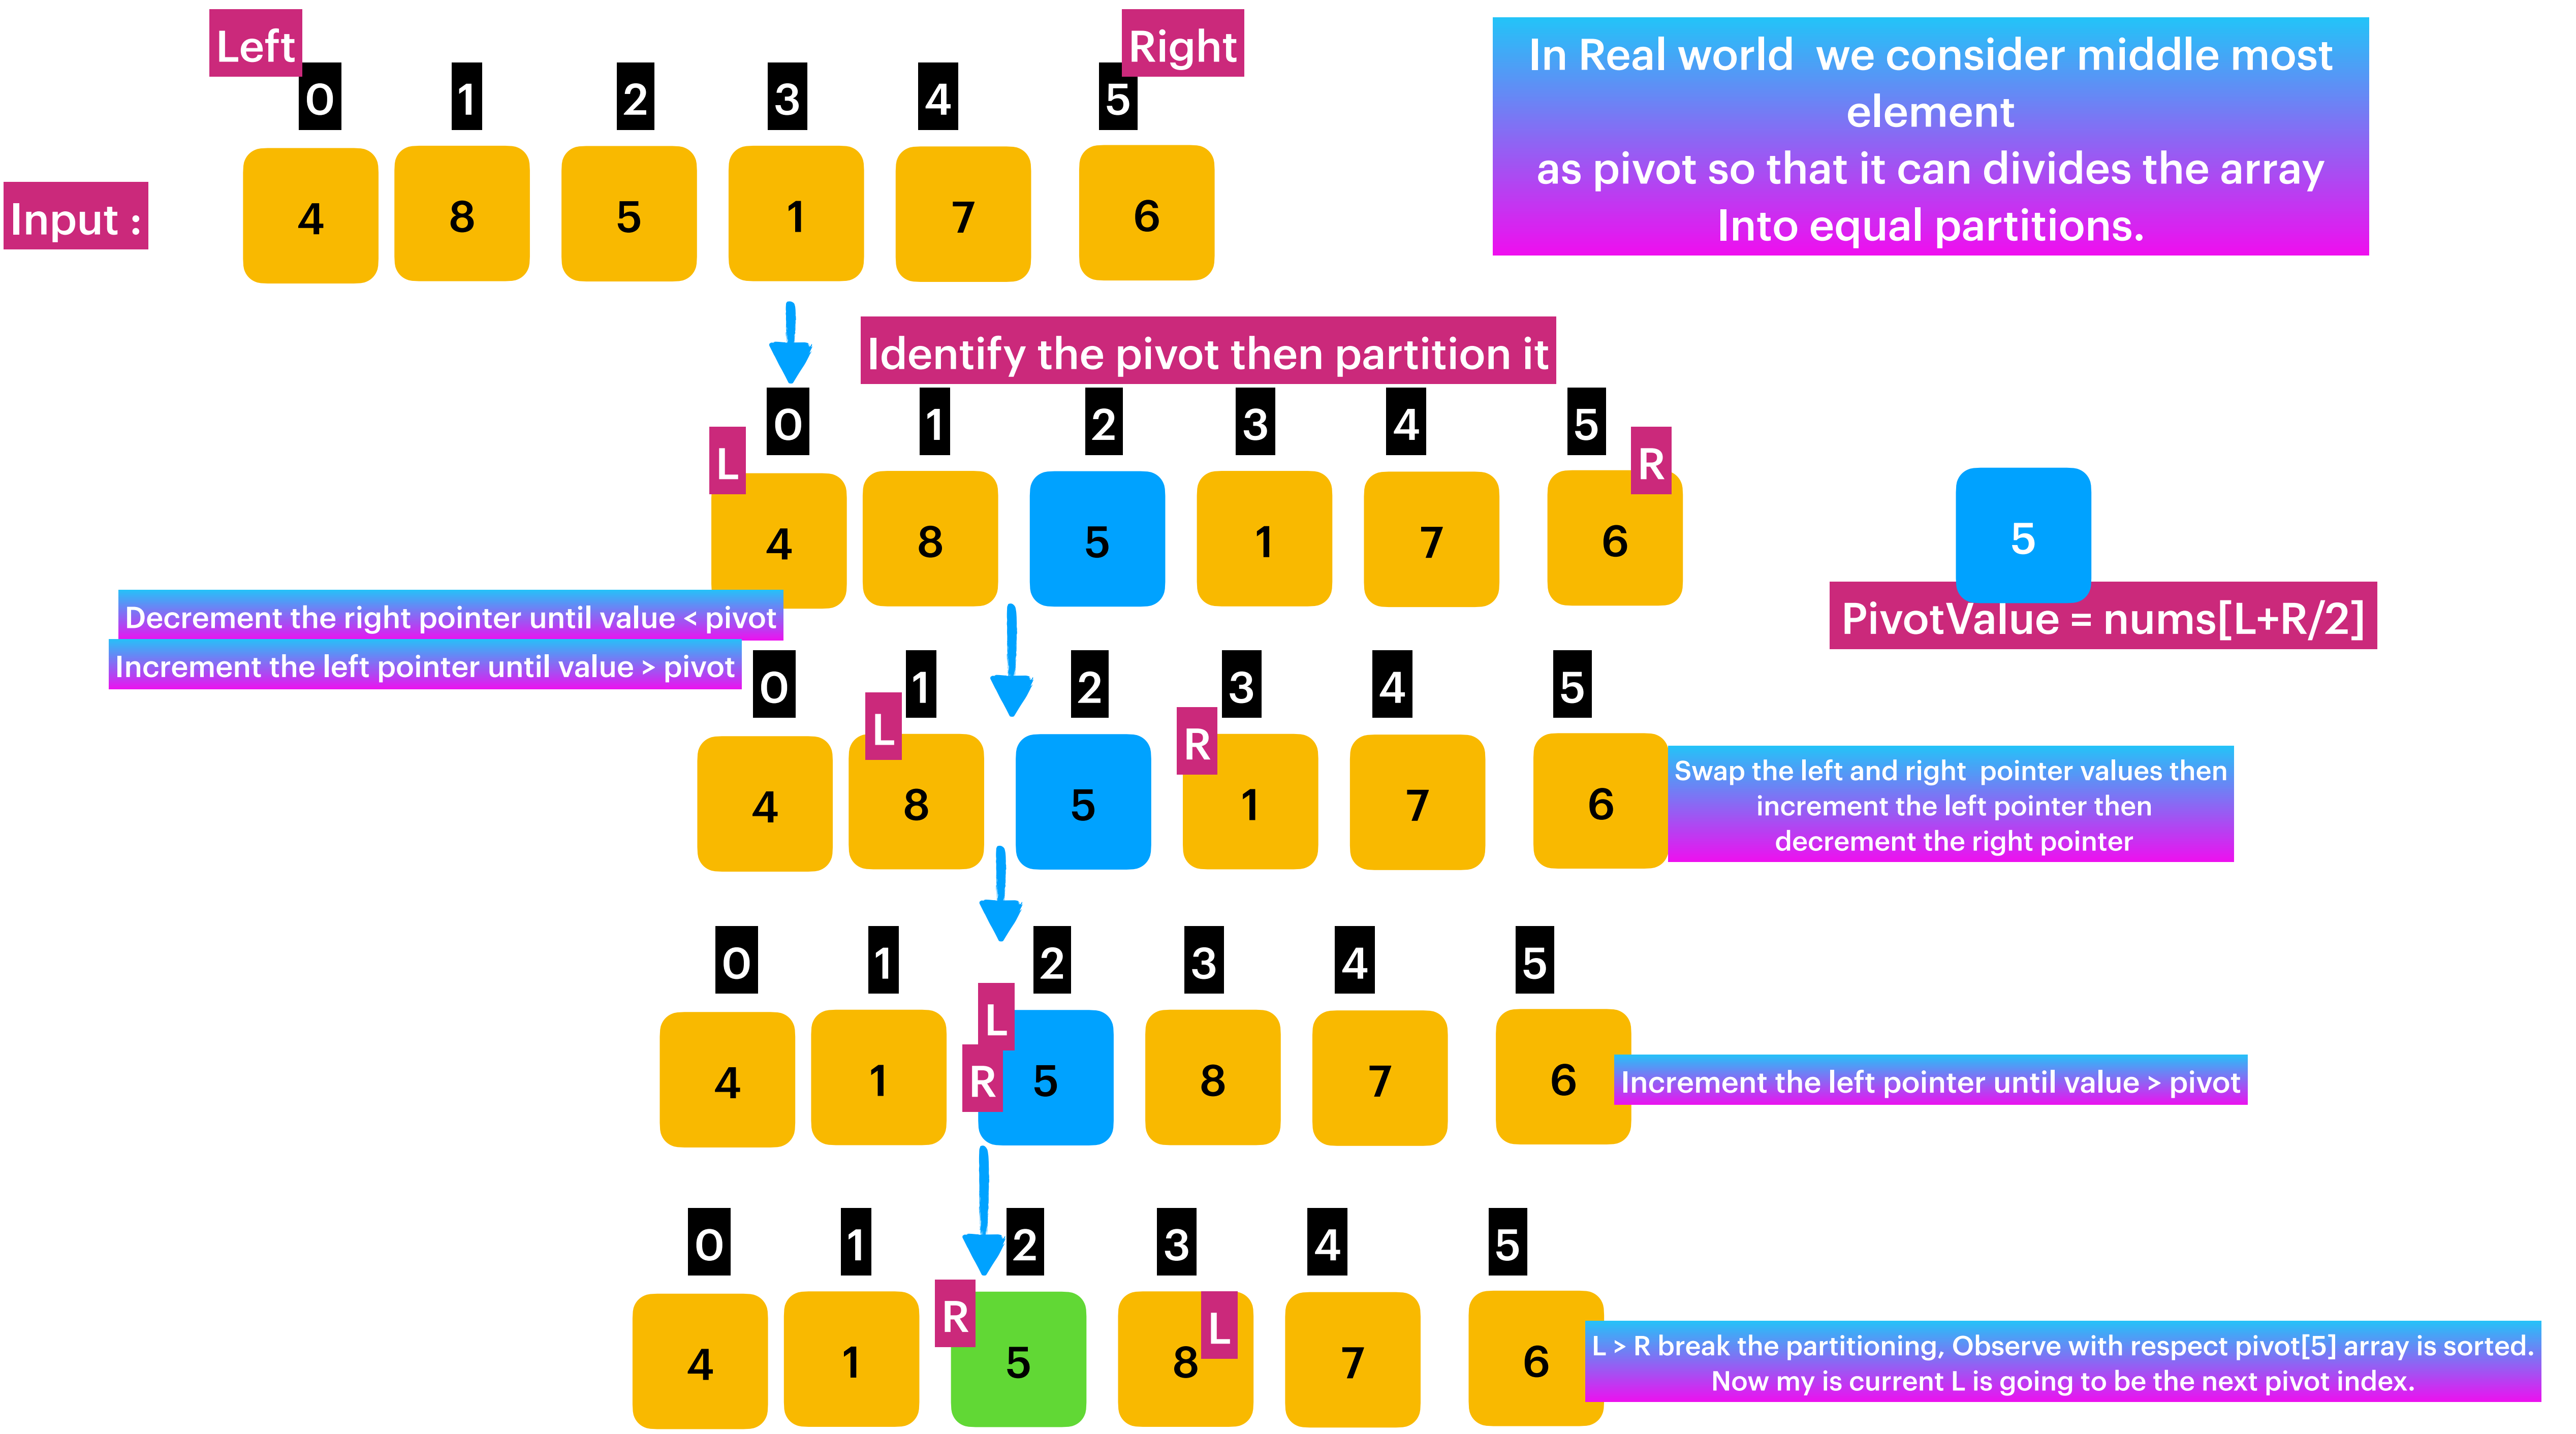 Left
Right
0 1 2 3 4 5
Input :
4 8 5 1 7 6
In Real world  we consider middle most
element
as pivot so that it can divides the array
Into equal partitions.
Identify the pivot then partition it
0 1 2 3 4 5
L
R
4 8 5 1 7 6
5
PivotValue = nums[L+R/2]
Decrement the right pointer until value < pivot
Increment the left pointer until value > pivot
0 1 2 3 4 5
L
R
4 8 5 1 7 6
Swap the left and right  pointer values then
increment the left pointer then
decrement the right pointer
0 1 2 3 4 5
L
R
4 1 5 8 7 6
Increment the left pointer until value > pivot
0 1 2 3 4 5
R
L
4 1 5 8 7 6
L > R break the partitioning, Observe with respect pivot[5] array is sorted.
Now my is current L is going to be the next pivot index.